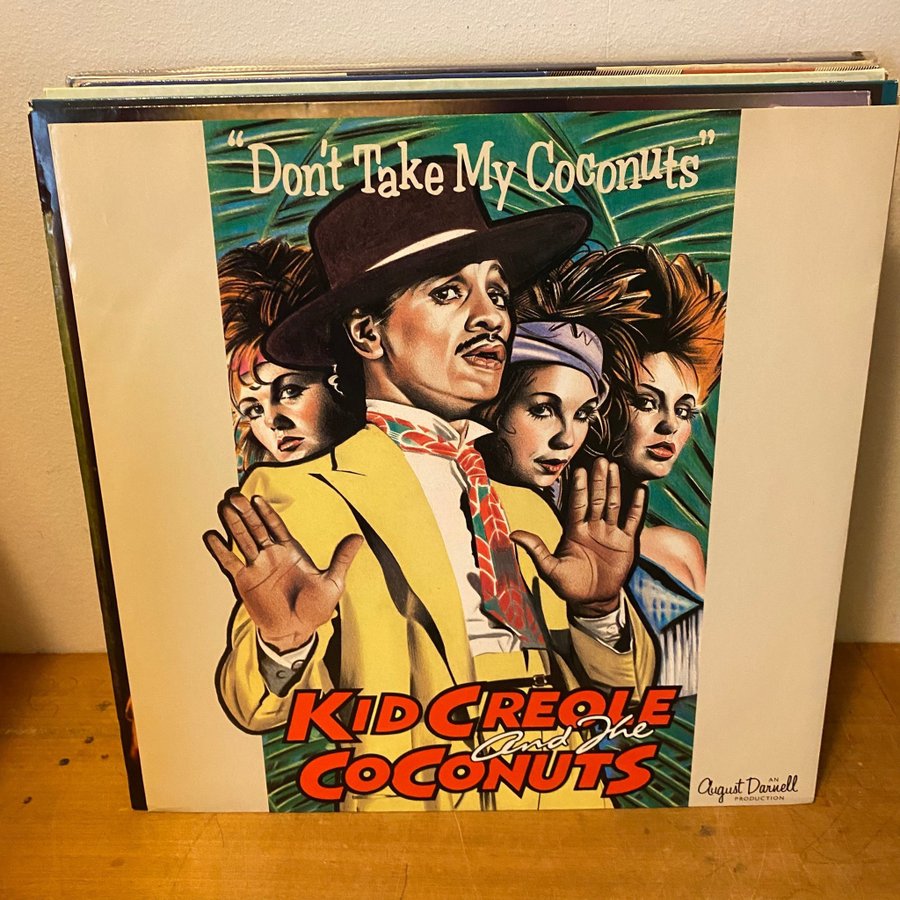 “Don't Take My Coconuts”
KID CREOLE
and The
COCONUTS
AN
August Darnell
PRODUCTION